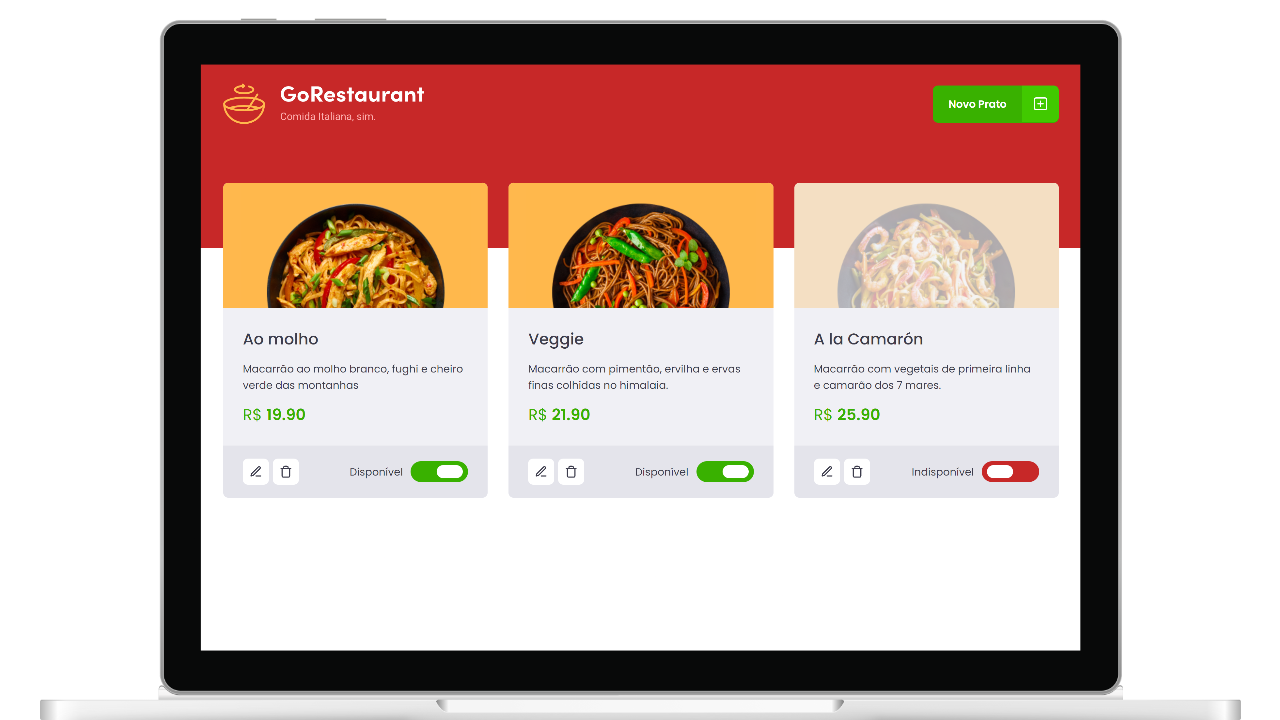 GoRestaurant
Comida Italiana, sim.
Novo Prato
Ao molho
Macarrão ao molho branco, fughi e cheiro
verde das montanhas
R$ 19.90
Disponível
Veggie
Macarrão com pimentão, ervilha e ervas
finas colhidas no himalaia.
R$ 21.90
Disponível
A la Camarón
Macarrão com vegetais de primeira linha
e camarão dos 7 mares.
R$ 25.90
Indisponível